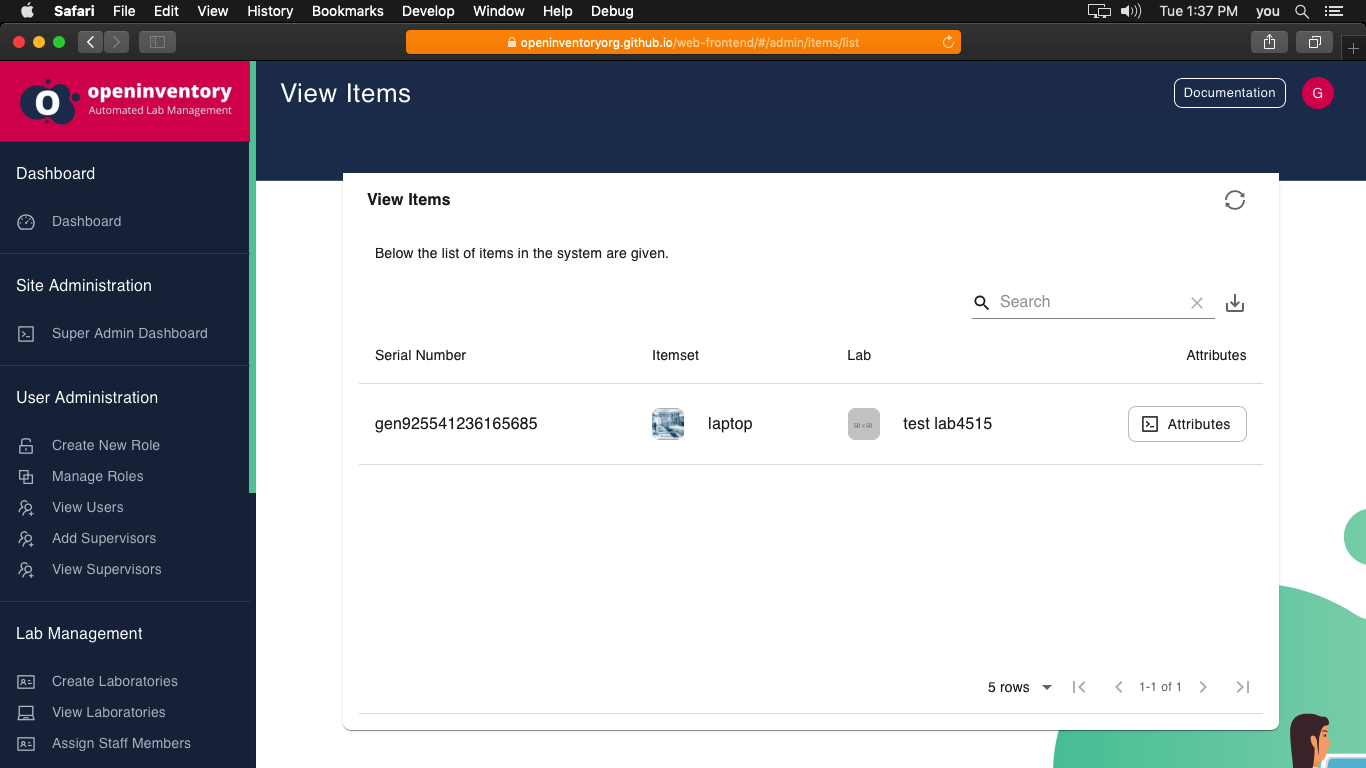 Safari File Edit View History Bookmarks Develop Window Help Debug Tue 1:37 PM you
openinventoryorg.github.io/web-frontend/#/admin/items/list
openinventory
Automated Lab Management
View Items
Documentation
G
Dashboard
Dashboard
Site Administration
Super Admin Dashboard
User Administration
Create New Role
Manage Roles
View Users
Add Supervisors
View Supervisors
Lab Management
Create Laboratories
View Laboratories
Assign Staff Members
View Items
Below the list of items in the system are given.
Search
Serial Number Itemset Lab Attributes
gen925541236165685 laptop 50 x 50 test lab4515 Attributes
5 rows 1-1 of 1